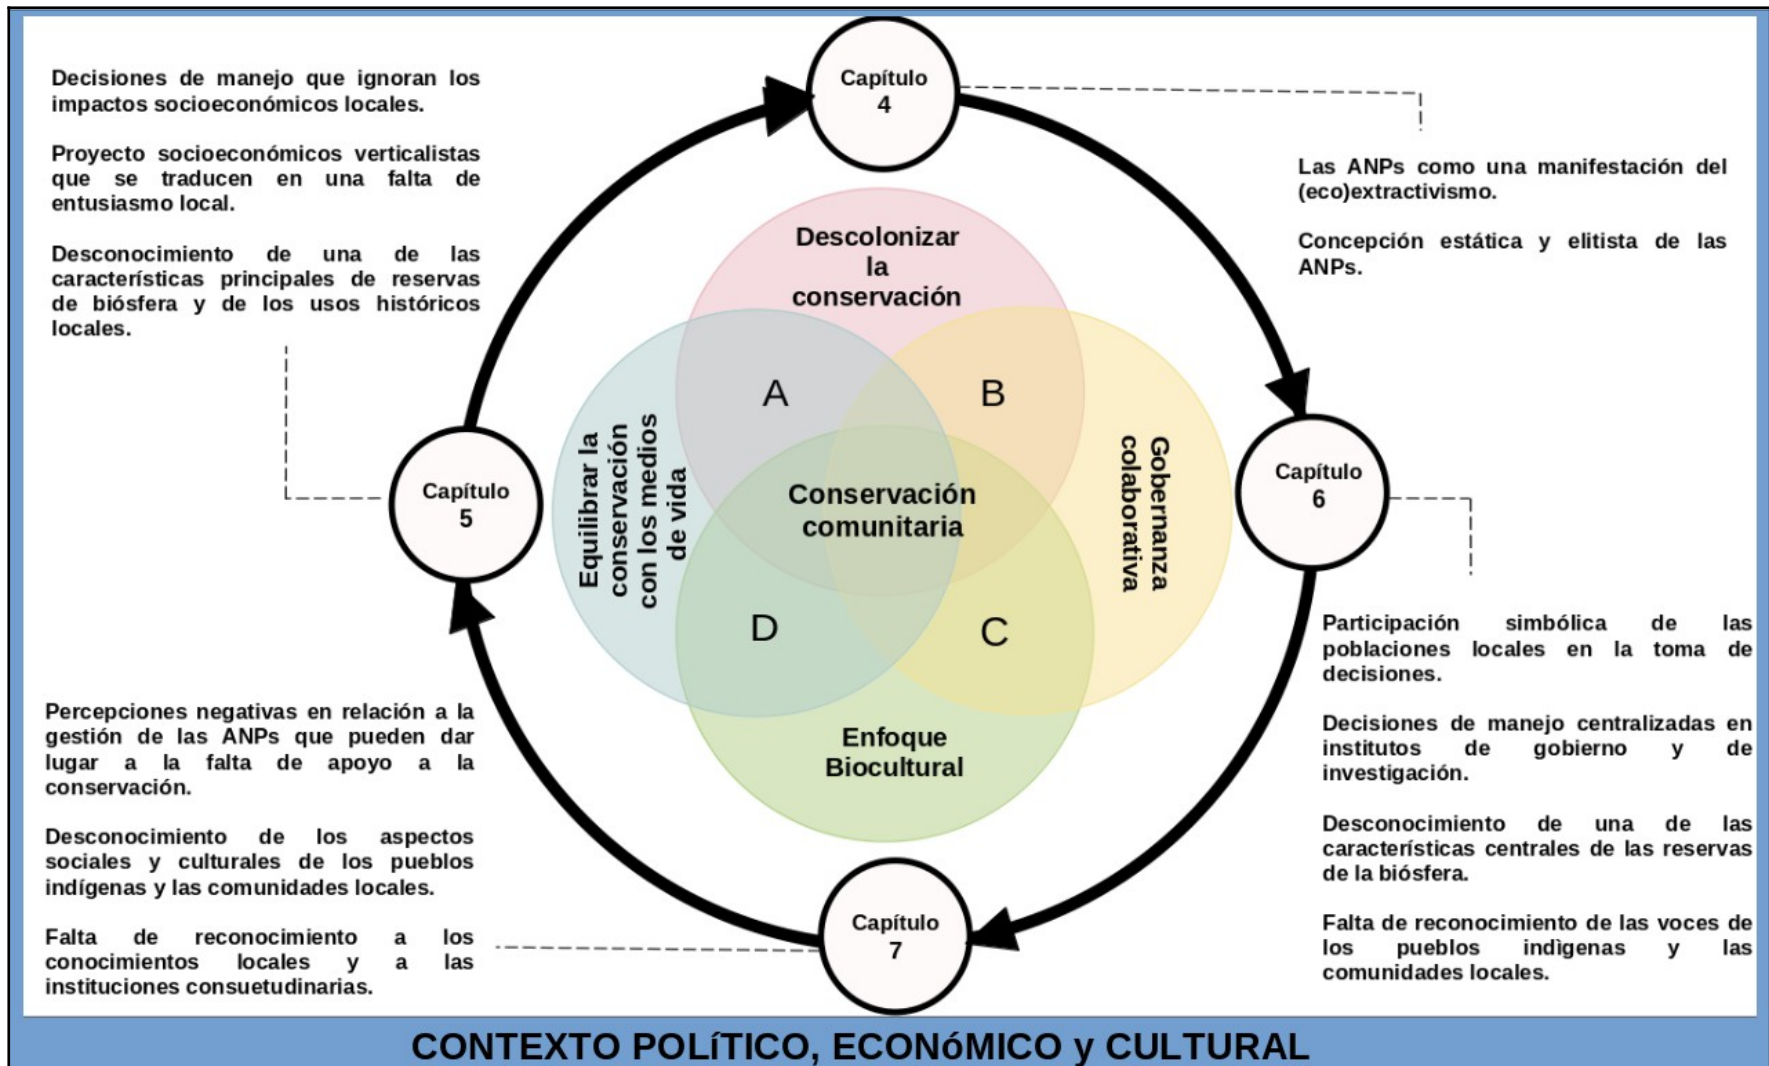 Decisiones de manejo que ignoran los
impactos socioeconómicos locales.
Proyecto socioeconómicos verticalistas
que se traducen en una falta de
entusiasmo local.
Desconocimiento de una de las
características principales de reservas
de biósfera y de los usos históricos
locales.
Capítulo
4
Las ANPs como una manifestación del
(eco)extractivismo.
Concepción estática y elitista de las
ANPs.
Descolonizar
la
conservación
A
B
Equilibrar la
conservación
con los medios
de vida
Conservación
comunitaria
Gobernanza
colaborativa
D
C
Enfoque
Biocultural
Capítulo
5
Capítulo
6
Percepciones negativas en relación a la
gestión de las ANPs que pueden dar
lugar a la falta de apoyo a la
conservación.
Desconocimiento de los aspectos
sociales y culturales de los pueblos
indígenas y las comunidades locales.
Falta de reconocimiento a los
conocimientos locales y a las
instituciones consuetudinarias.
Capítulo
7
Participación simbólica de las
poblaciones locales en la toma de
decisiones.
Decisiones de manejo centralizadas en
institutos de gobierno y de
investigación.
Desconocimiento de una de las
características centrales de las reservas
de la biósfera.
Falta de reconocimiento de las voces de
los pueblos indìgenas y las
comunidades locales.
CONTEXTO POLíTICO, ECONóMICO y CULTURAL